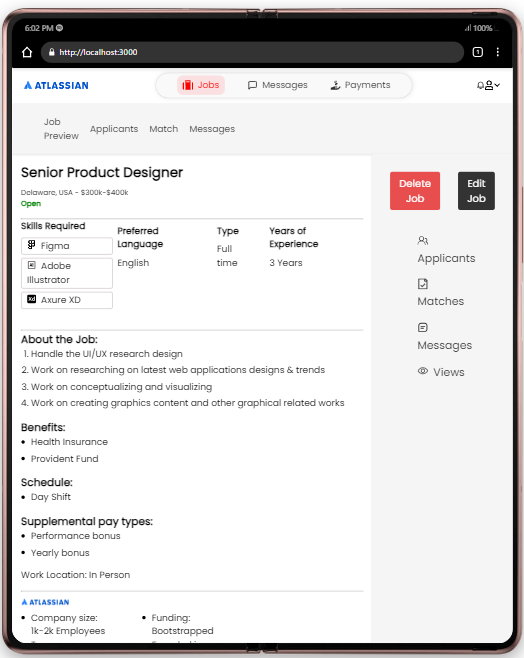 6:02 PM
100%
http://localhost:3000
1
ATLASSIAN
Jobs
Messages
Payments
Job
Preview
Applicants
Match
Messages
Senior Product Designer
Delaware, USA - $300k-$400k
Open
Delete
Job
Edit
Job
Skills Required
Figma
Adobe
Illustrator
Xd
Axure XD
Preferred
Language
English
Type
Full
time
Years of
Experience
3 Years
Applicants
Matches
Messages
Views
About the Job:
1. Handle the UI/UX research design
2. Work on researching on latest web applications designs & trends
3. Work on conceptualizing and visualizing
4. Work on creating graphics content and other graphical related works
Benefits:
• Health Insurance
• Provident Fund
Schedule:
• Day Shift
Supplemental pay types:
• Performance bonus
• Yearly bonus
Work Location: In Person
ATLASSIAN
• Company size:
1k-2k Employees
• Funding:
Bootstrapped